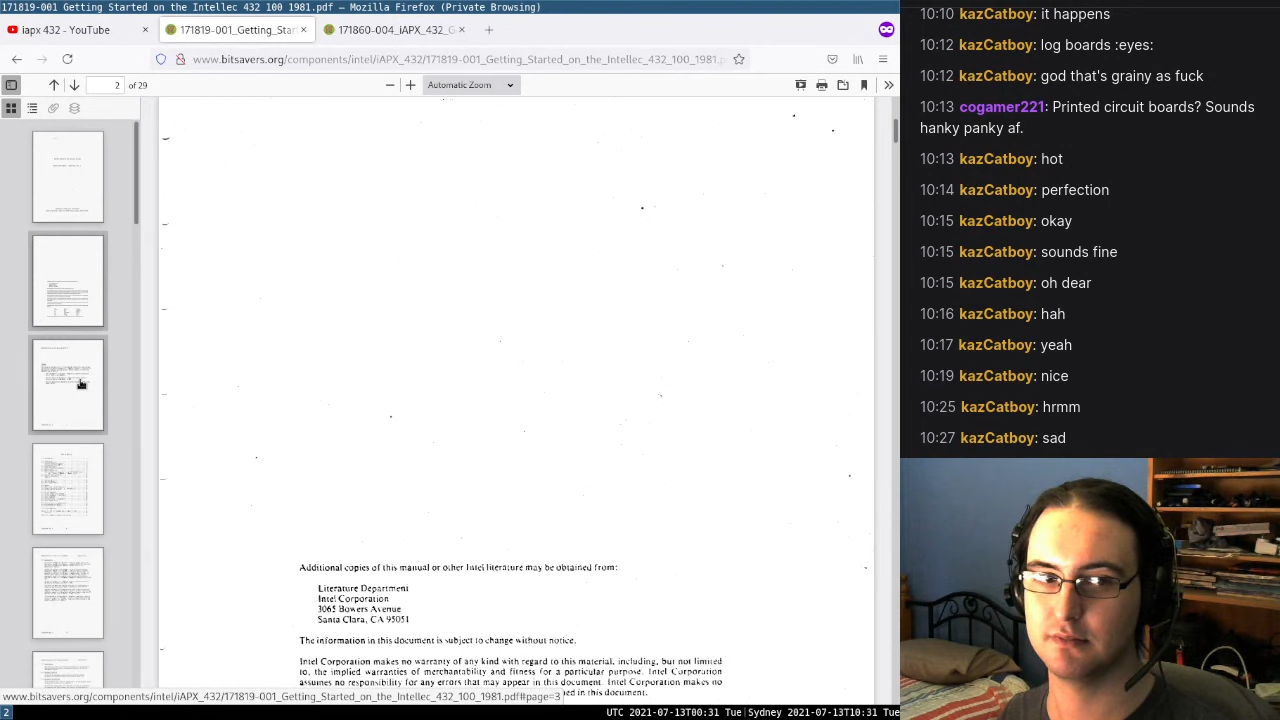 171819-001 Getting Started on the Intellec 432 100 1981.pdf — Mozilla Firefox (Private Browsing)
iapx 432 - YouTube
171819-001_Getting_Star
171860-004_iAPX_432_G
www.bitsavers.org/components/intel/iAPX_432/171819-001_Getting_Started_on_the_Intellec_432_100_1981.p
2 of 29
Automatic Zoom
Additional copies of this manual or other Intel literature may be obtained from:
Literature Department
Intel Corporation
3065 Bowers Avenue
Santa Clara, CA 95051
The information in this document is subject to change without notice.
Intel Corporation makes no warranty of any kind with regard to this material, including, but not limited
to, the implied warranties of merchantability and fitness for a particular purpose. Intel Corporation
assumes no responsibility for any errors that may appear in this document. Intel Corporation makes no
ed in this document.
www.bitsavers.org/components/intel/iAPX_432/171819-001_Getting_Started_on_the_Intellec_432_100_1981.pdf#page=3
2
UTC 2021-07-13T00:31 Tue Sydney 2021-07-13T10:31 Tue
10:10 kazCatboy: it happens
10:12 kazCatboy: log boards :eyes:
10:12 kazCatboy: god that's grainy as fuck
10:13 cogamer221: Printed circuit boards? Sounds
hanky panky af.
10:13 kazCatboy: hot
10:14 kazCatboy: perfection
10:15 kazCatboy: okay
10:15 kazCatboy: sounds fine
10:15 kazCatboy: oh dear
10:16 kazCatboy: hah
10:17 kazCatboy: yeah
10:19 kazCatboy: nice
10:25 kazCatboy: hrmm
10:27 kazCatboy: sad